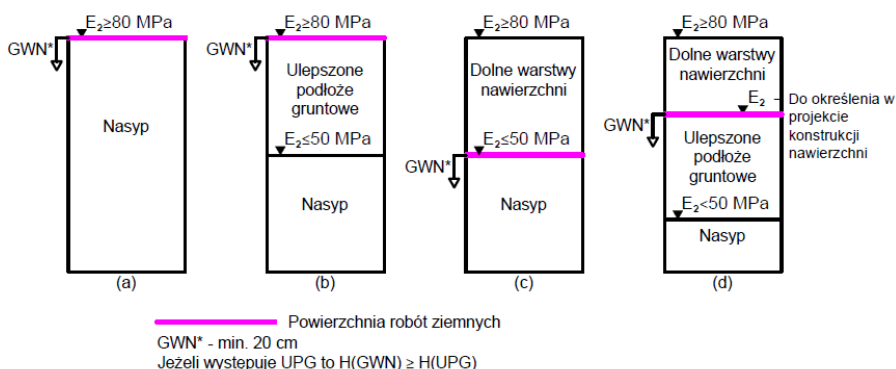 E2≥80 MPa
GWN*
Nasyp
(a)
E2≥80 MPa
GWN*
Ulepszone
podłoże
gruntowe
E2≤50 MPa
Nasyp
(b)
E2≥80 MPa
Dolne warstwy
nawierzchni
E2≤50 MPa
GWN*
Nasyp
(c)
E2≥80 MPa
Dolne warstwy
nawierzchni
E2 - Do określenia w
projekcie
konstrukcji
nawierzchni
GWN*
Ulepszone
podłoże
gruntowe
E2<50 MPa
Nasyp
(d)
Powierzchnia robót ziemnych
GWN* - min. 20 cm
Jeżeli występuje UPG to H(GWN) ≥ H(UPG)